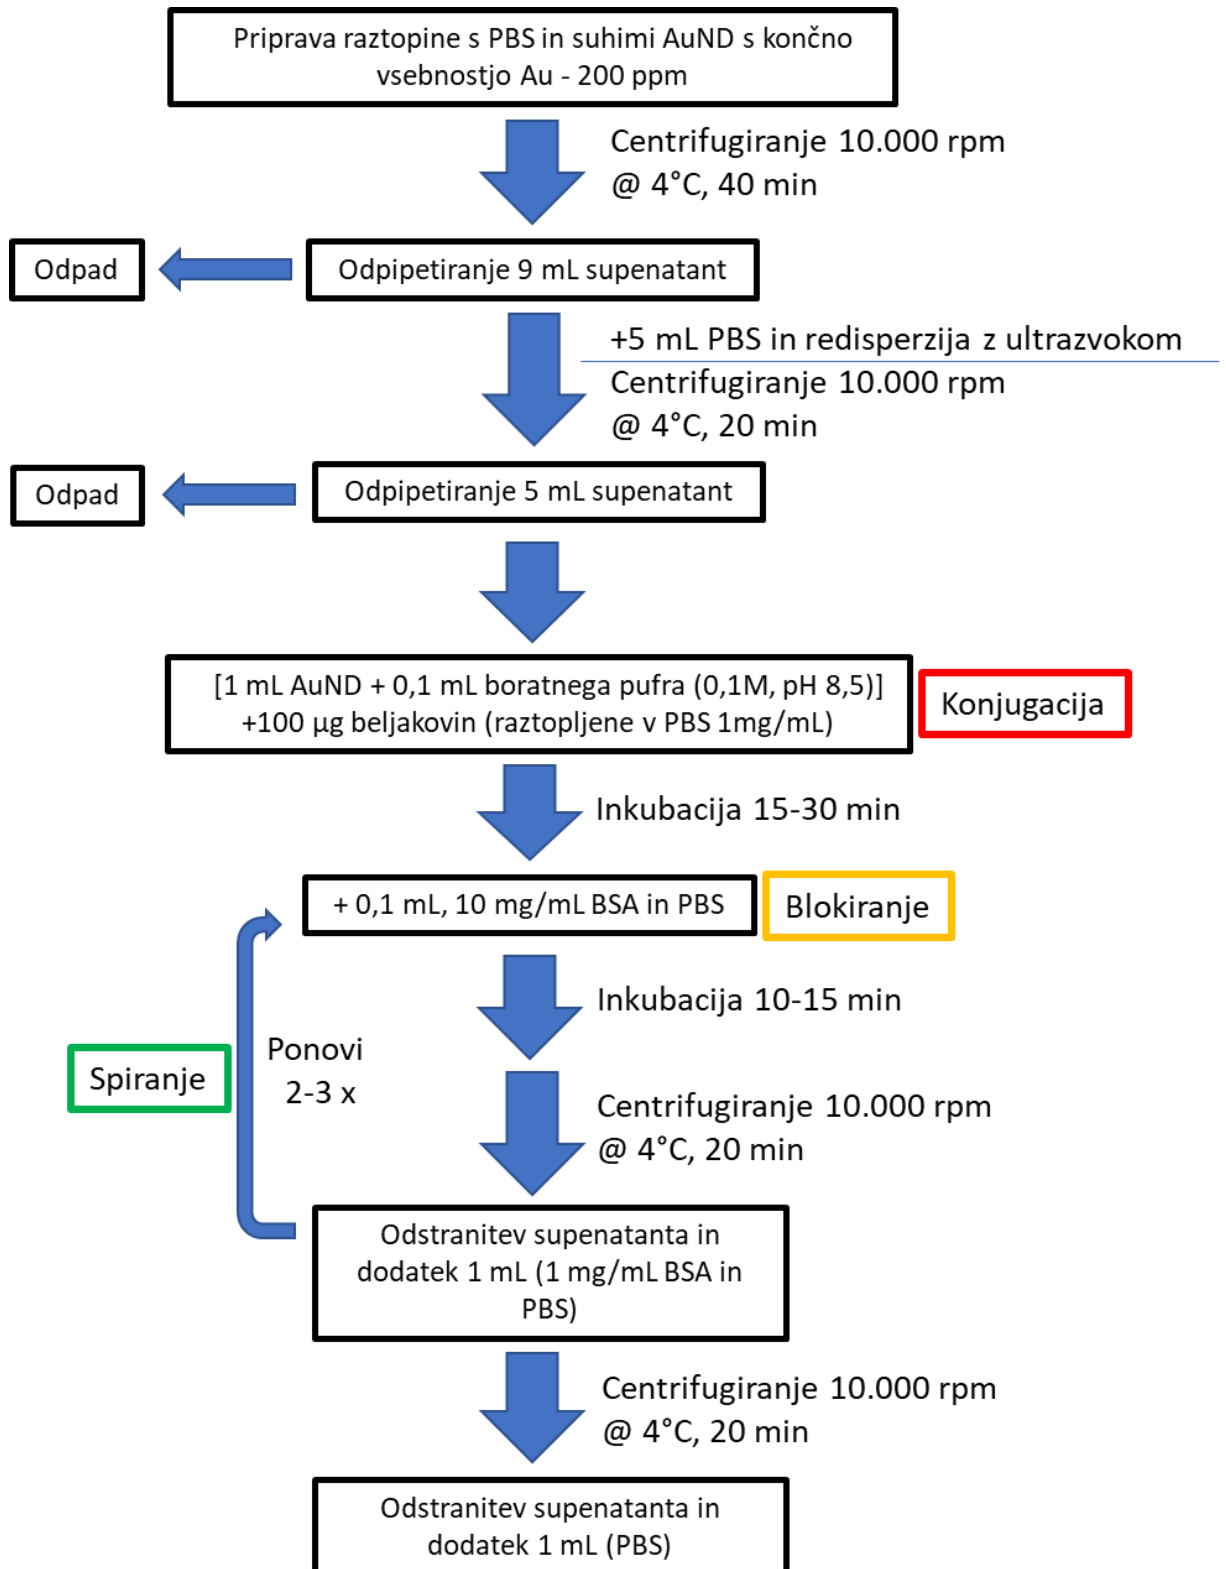 Priprava raztopine s PBS in suhimi AuND s končno
vsebnostjo Au - 200 ppm
Centrifugiranje 10.000 rpm
@ 4°C, 40 min
Odpad
Odpipetiranje 9 mL supenatant
+5 mL PBS in redisperzija z ultrazvokom
Centrifugiranje 10.000 rpm
@ 4°C, 20 min
Odpad
Odpipetiranje 5 mL supenatant
[1 mL AuND + 0,1 mL boratnega pufra (0,1M, pH 8,5)]
+100 µg beljakovin (raztopljene v PBS 1mg/mL)
Konjugacija
Inkubacija 15-30 min
+ 0,1 mL, 10 mg/mL BSA in PBS
Blokiranje
Inkubacija 10-15 min
Ponovi
2-3 x
Spiranje
Centrifugiranje 10.000 rpm
@ 4°C, 20 min
Odstranitev supenatanta in
dodatek 1 mL (1 mg/mL BSA in
PBS)
Centrifugiranje 10.000 rpm
@ 4°C, 20 min
Odstranitev supenatanta in
dodatek 1 mL (PBS)